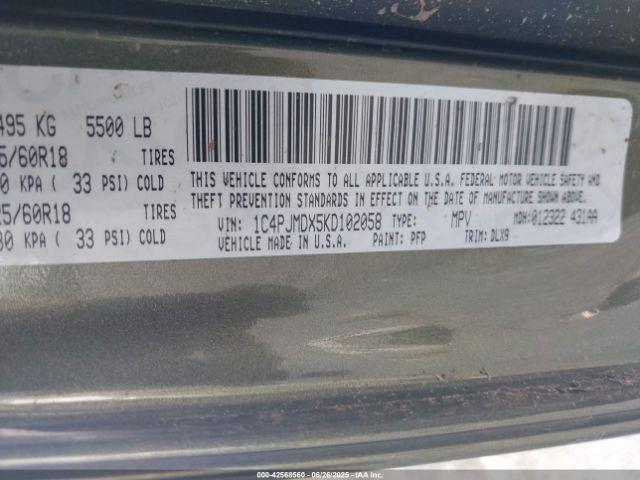 495 KG 5500 LB
5/60R18 TIRES
0 KPA ( 33 PSI) COLD
5/60R18 TIRES
30 KPA ( 33 PSI) COLD
THIS VEHICLE CONFORMS TO ALL APPLICABLE U.S.A. FEDERAL MOTOR VEHICLE SAFETY AND
THEFT PREVENTION STANDARDS IN EFFECT ON THE DATE OF MANUFACTURE SHOWN ABOVE.
VIN: 1C4PJMDX5KD102058 TYPE: MPV MDH: 012322 431AA
VEHICLE MADE IN U.S.A. PAINT: PFP TRIM: DLX9
© 42568560 - 06/26/2025 - IAA Inc.